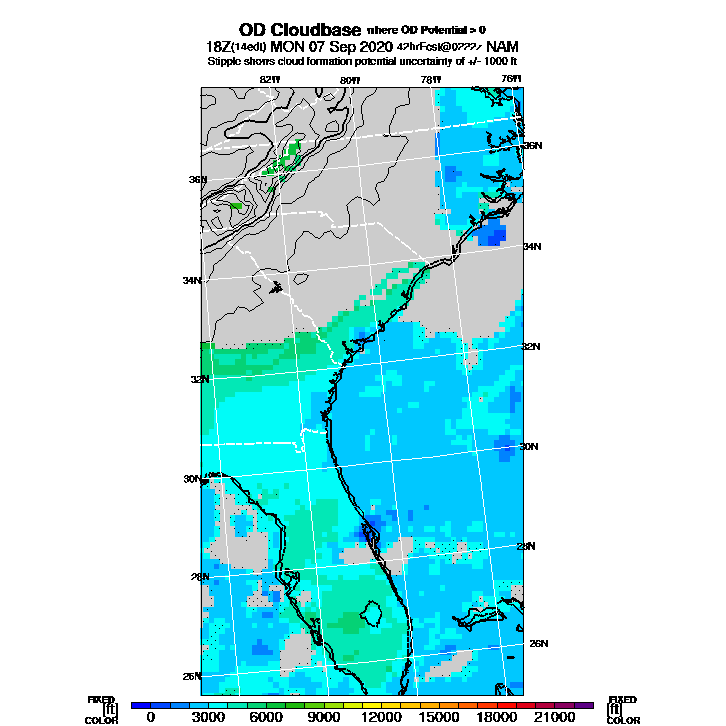 OD Cloudbase where OD Potential > 0
18Z(14edt) MON 07 Sep 2020 42hrFcst@0222z NAM
Stipple shows cloud formation potential uncertainty of +/- 1000 ft
82W 80W 78W 76W
36N
36N
34N
34N
32N
32N
30N
30N
28N
28N
26N
26N
FIXED [ft] COLOR
0 3000 6000 9000 12000 15000 18000 21000
FIXED [ft] COLOR